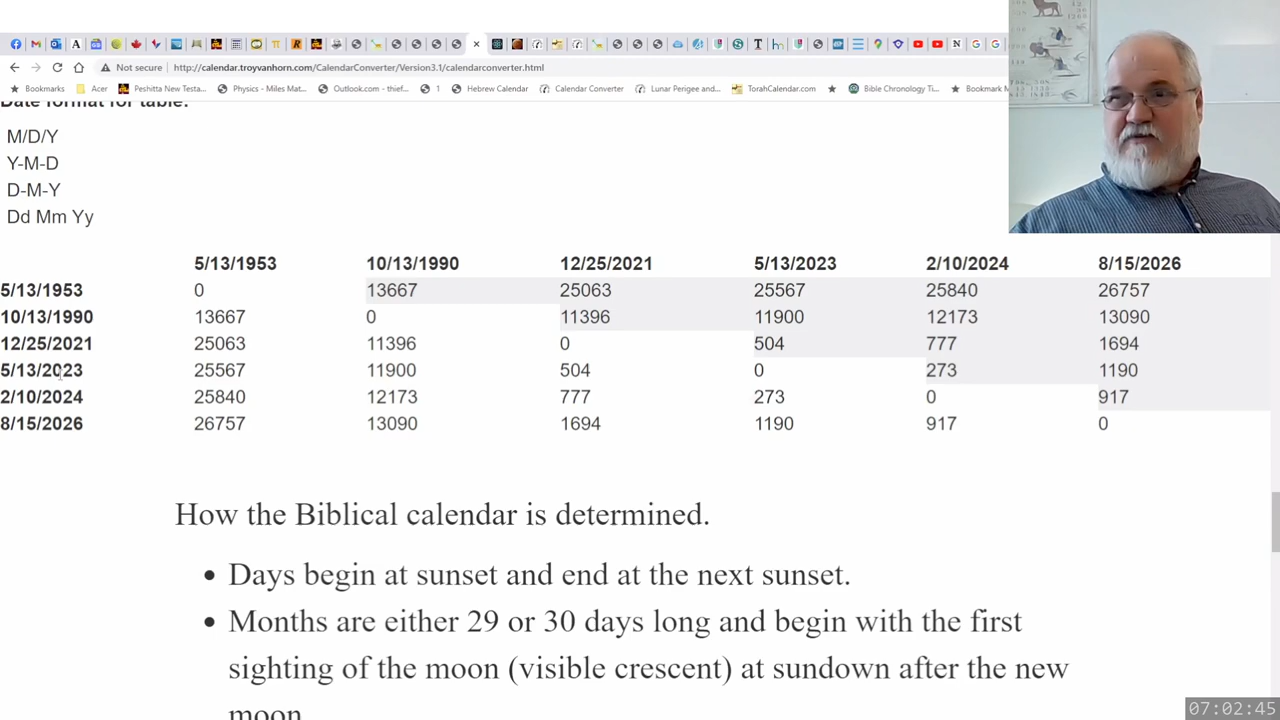 Not secure http://calendar.troyvanhorn.com/CalendarConverter/Version3.1/calendarconverter.html
Bookmarks Acer Peshitta New Testa... Physics - Miles Mat... Outlook.com - thief... 1 Hebrew Calendar Calendar Converter Lunar Perigee and... TorahCalendar.com Bible Chronology Ti... Bookmark M
Date format for table:
M/D/Y
Y-M-D
D-M-Y
Dd Mm Yy
5/13/1953 10/13/1990 12/25/2021 5/13/2023 2/10/2024 8/15/2026
5/13/1953 0 13667 25063 25567 25840 26757
10/13/1990 13667 0 11396 11900 12173 13090
12/25/2021 25063 11396 0 504 777 1694
5/13/2023 25567 11900 504 0 273 1190
2/10/2024 25840 12173 777 273 0 917
8/15/2026 26757 13090 1694 1190 917 0
How the Biblical calendar is determined.
• Days begin at sunset and end at the next sunset.
• Months are either 29 or 30 days long and begin with the first
sighting of the moon (visible crescent) at sundown after the new
moon
07:02:45